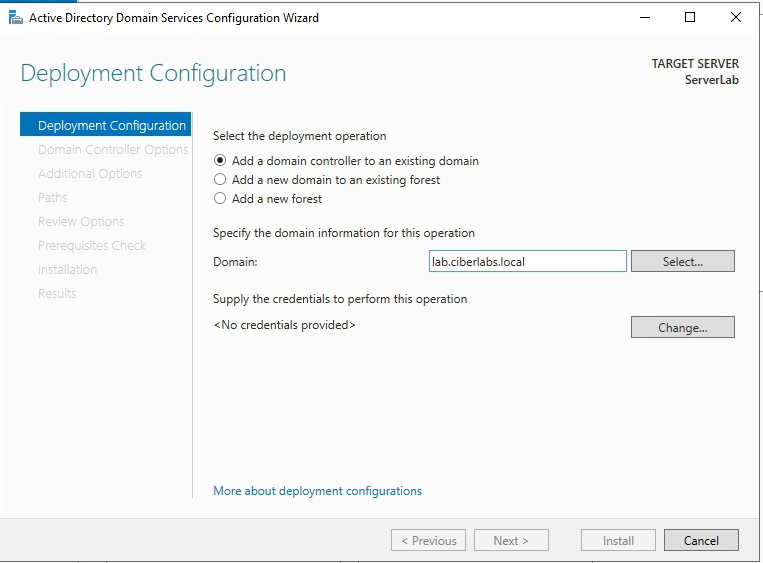 Active Directory Domain Services Configuration Wizard
Deployment Configuration
TARGET SERVER
ServerLab
Deployment Configuration
Domain Controller Options
Additional Options
Paths
Review Options
Prerequisites Check
Installation
Results
Select the deployment operation
Add a domain controller to an existing domain
Add a new domain to an existing forest
Add a new forest
Specify the domain information for this operation
Domain:
lab.ciberlabs.local
Select...
Supply the credentials to perform this operation
<No credentials provided>
Change...
More about deployment configurations
< Previous
Next >
Install
Cancel